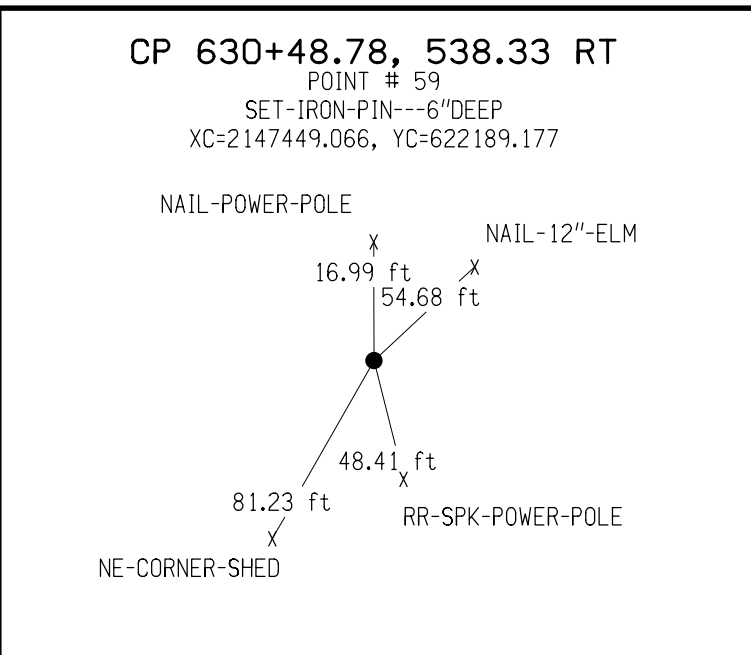 CP 630+48.78, 538.33 RT
POINT # 59
SET-IRON-PIN---6"DEEP
XC=2147449.066, YC=622189.177
NAIL-POWER-POLE
NAIL-12"-ELM
X
X
16.99 ft
54.68 ft
48.41 ft
X
81.23 ft
RR-SPK-POWER-POLE
X
NE-CORNER-SHED